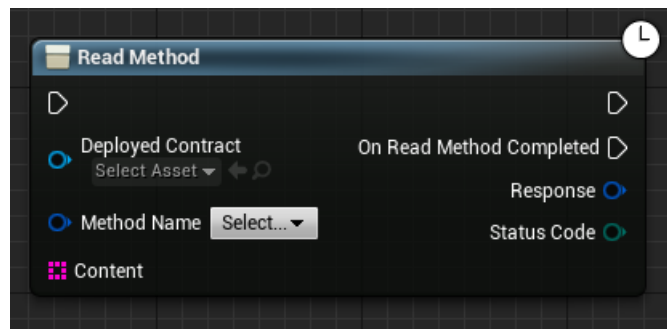 Read Method
Deployed Contract
Select Asset
On Read Method Completed
Response
Method Name Select...
Status Code
Content